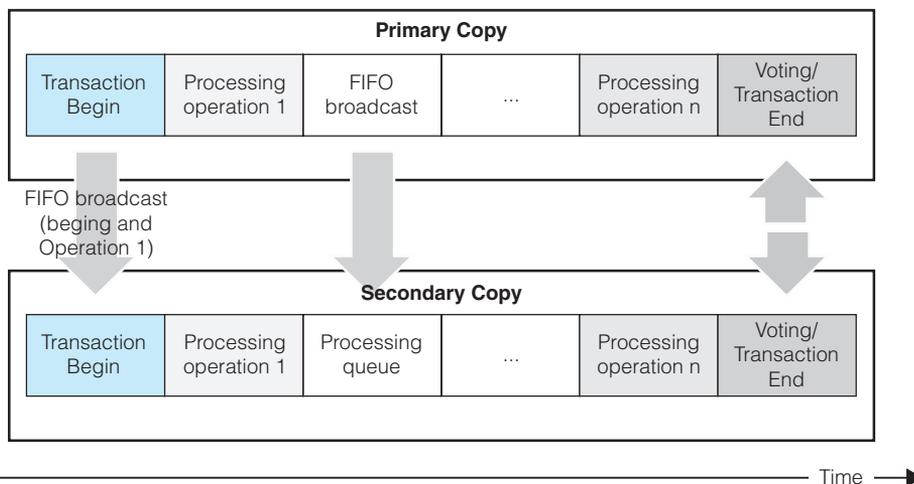 Primary Copy
Transaction
Begin
Processing
operation 1
FIFO
broadcast
...
Processing
operation n
Voting/
Transaction
End
FIFO broadcast
(beging and
Operation 1)
Secondary Copy
Transaction
Begin
Processing
operation 1
Processing
queue
...
Processing
operation n
Voting/
Transaction
End
Time